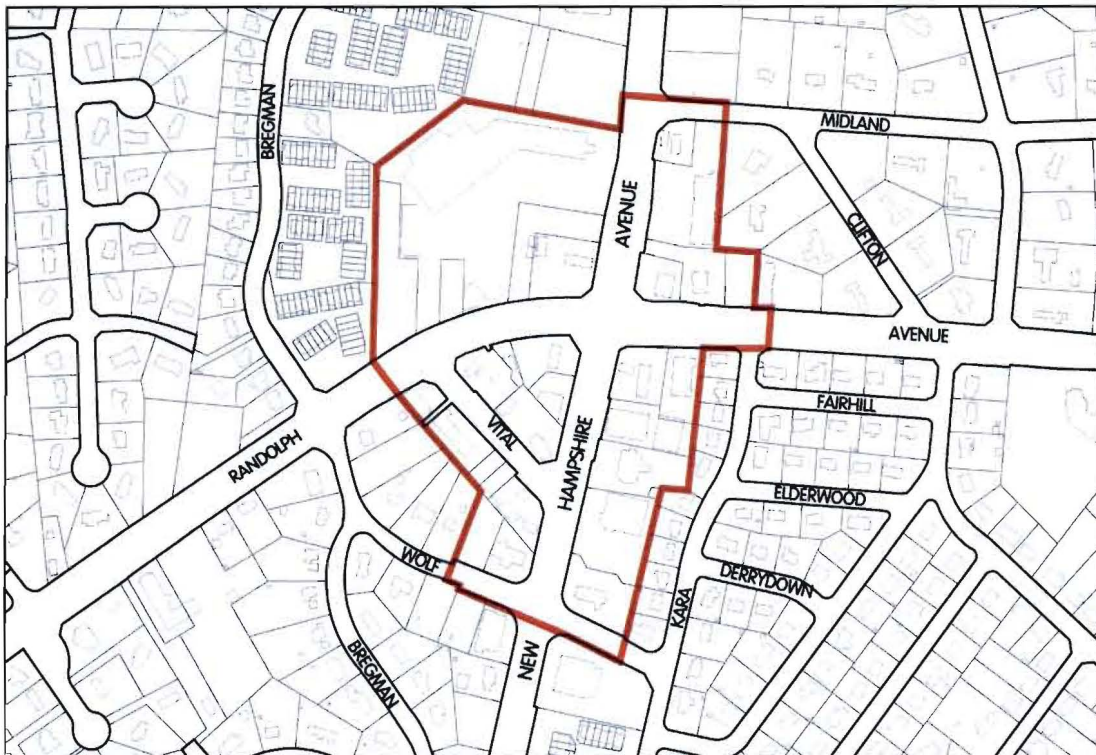 BREGMAN
MIDLAND
AVENUE
CLIFTON
AVENUE
FAIRHILL
VITAL
HAMPSHIRE
RANDOLPH
ELDERWOOD
WOLF
DERRYDOWN
KARA
BREGMAN
NEW